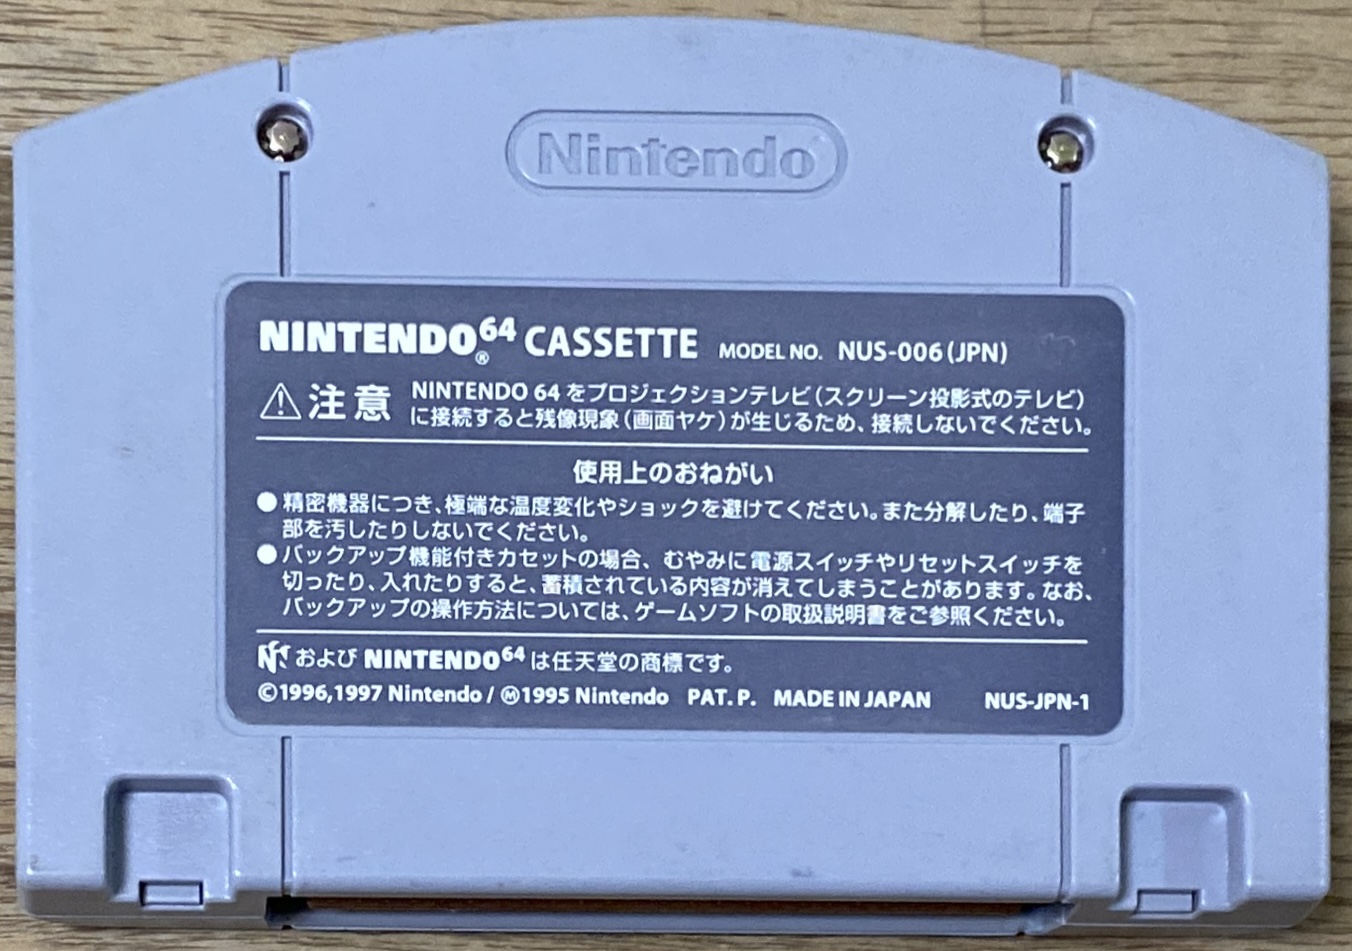 Nintendo
NINTENDO64® CASSETTE MODEL NO. NUS-006(JPN)
⚠注意 NINTENDO 64 をプロジェクションテレビ(スクリーン投影式のテレビ)
に接続すると残像現象(画面ヤケ)が生じるため、接続しないでください。
使用上のおねがい
●精密機器につき、極端な温度変化やショックを避けてください。また分解したり、端子
部を汚したりしないでください。
●バックアップ機能付きカセットの場合、むやみに電源スイッチやリセットスイッチを
切ったり、入れたりすると、蓄積されている内容が消えてしまうことがあります。なお、
バックアップの操作方法については、ゲームソフトの取扱説明書をご参照ください。
および NINTENDO64 は任天堂の商標です。
©1996,1997 Nintendo / Ⓜ1995 Nintendo PAT. P. MADE IN JAPAN NUS-JPN-1